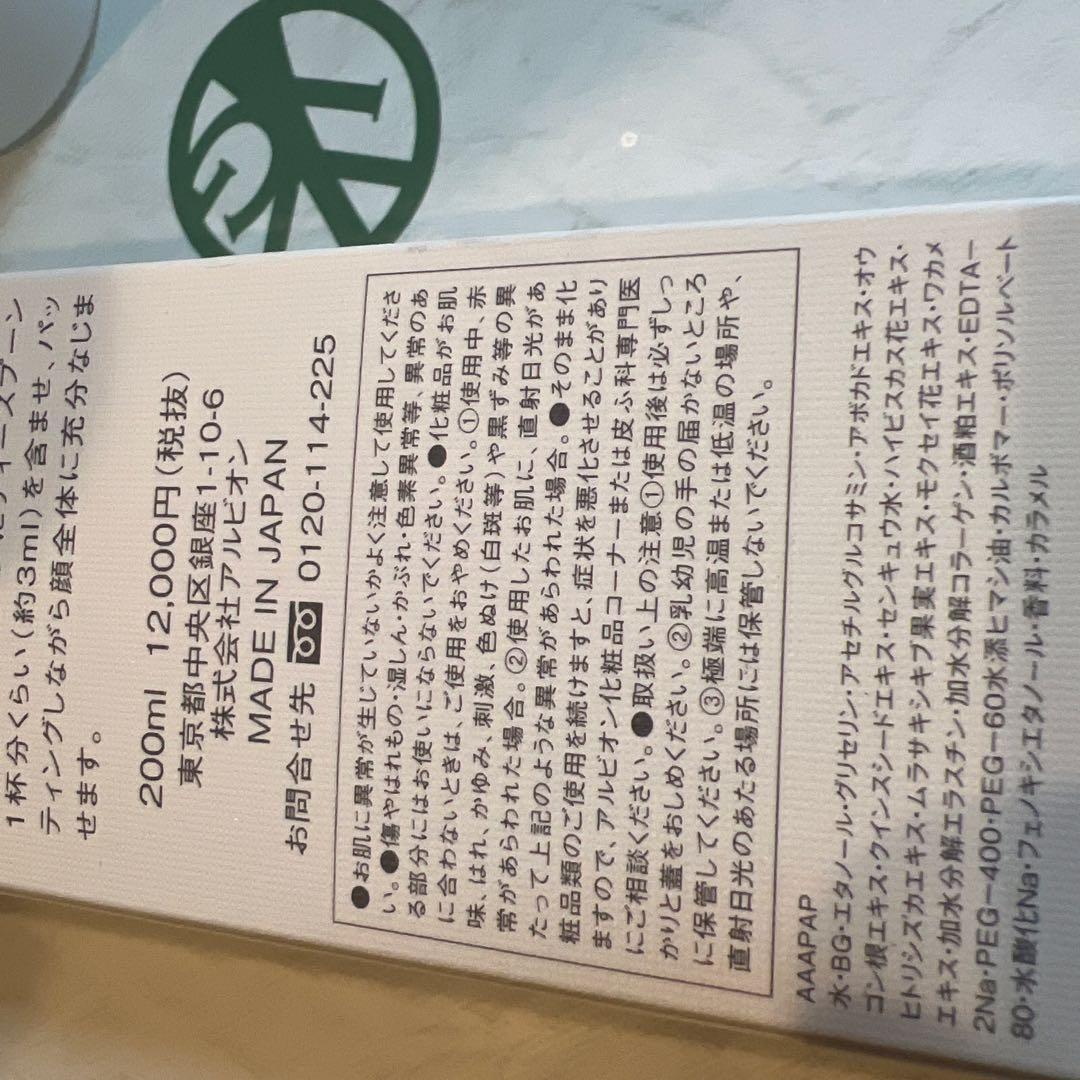 1杯分くらい(約3ml)を含ませ、パッ
ティングしながら顔全体に充分なじま
せます。
200ml 12,000円(税抜)
東京都中央区銀座1-10-6
株式会社アルビオン
MADE IN JAPAN
お問合せ先 0120-114-225
●お肌に異常が生じていないかよく注意して使用してくださ
い。●傷やはれもの・湿しん・かぶれ・色素異常等、異常のあ
る部分にはお使いにならないでください。●化粧品がお肌
に合わないときは、ご使用をおやめください。①使用中、赤
味、はれ、かゆみ、刺激、色ぬけ(白斑等)や黒ずみ等の異
常があらわれた場合。②使用したお肌に、直射日光があ
たって上記のような異常があらわれた場合。●そのまま化
粧品類のご使用を続けますと、症状を悪化させることがあり
ますので、アルビオン化粧品コーナーまたは皮ふ科専門医
にご相談ください。●取扱い上の注意①使用後は必ずしっ
かりと蓋をおしめください。②乳幼児の手の届かないところ
に保管してください。③極端に高温または低温の場所や、
直射日光のあたる場所には保管しないでください。
AAAPAP
水・BG・エタノール・グリセリン・アセチルグルコサミン・アボカドエキス・オウ
ゴン根エキス・クインスシードエキス・センキュウ水・ハイビスカス花エキス・
ヒトリシズカエキス・ムラサキシキブ果実エキス・モクセイ花エキス・ワカメ
エキス・加水分解エラスチン・加水分解コラーゲン・酒粕エキス・EDTA-
2Na・PEG-400・PEG-60水添ヒマシ油・カルボマー・ポリソルベート
80・水酸化Na・フェノキシエタノール・香料・カラメル